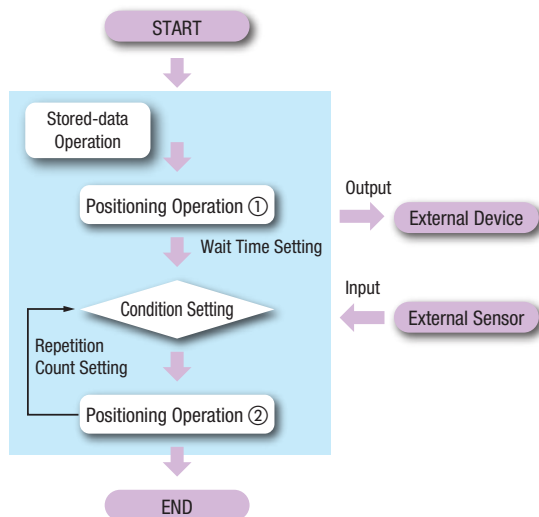 START
Stored-data
Operation
Positioning Operation ①
Output
External Device
Wait Time Setting
Condition Setting
Input
External Sensor
Repetition
Count Setting
Positioning Operation ②
END